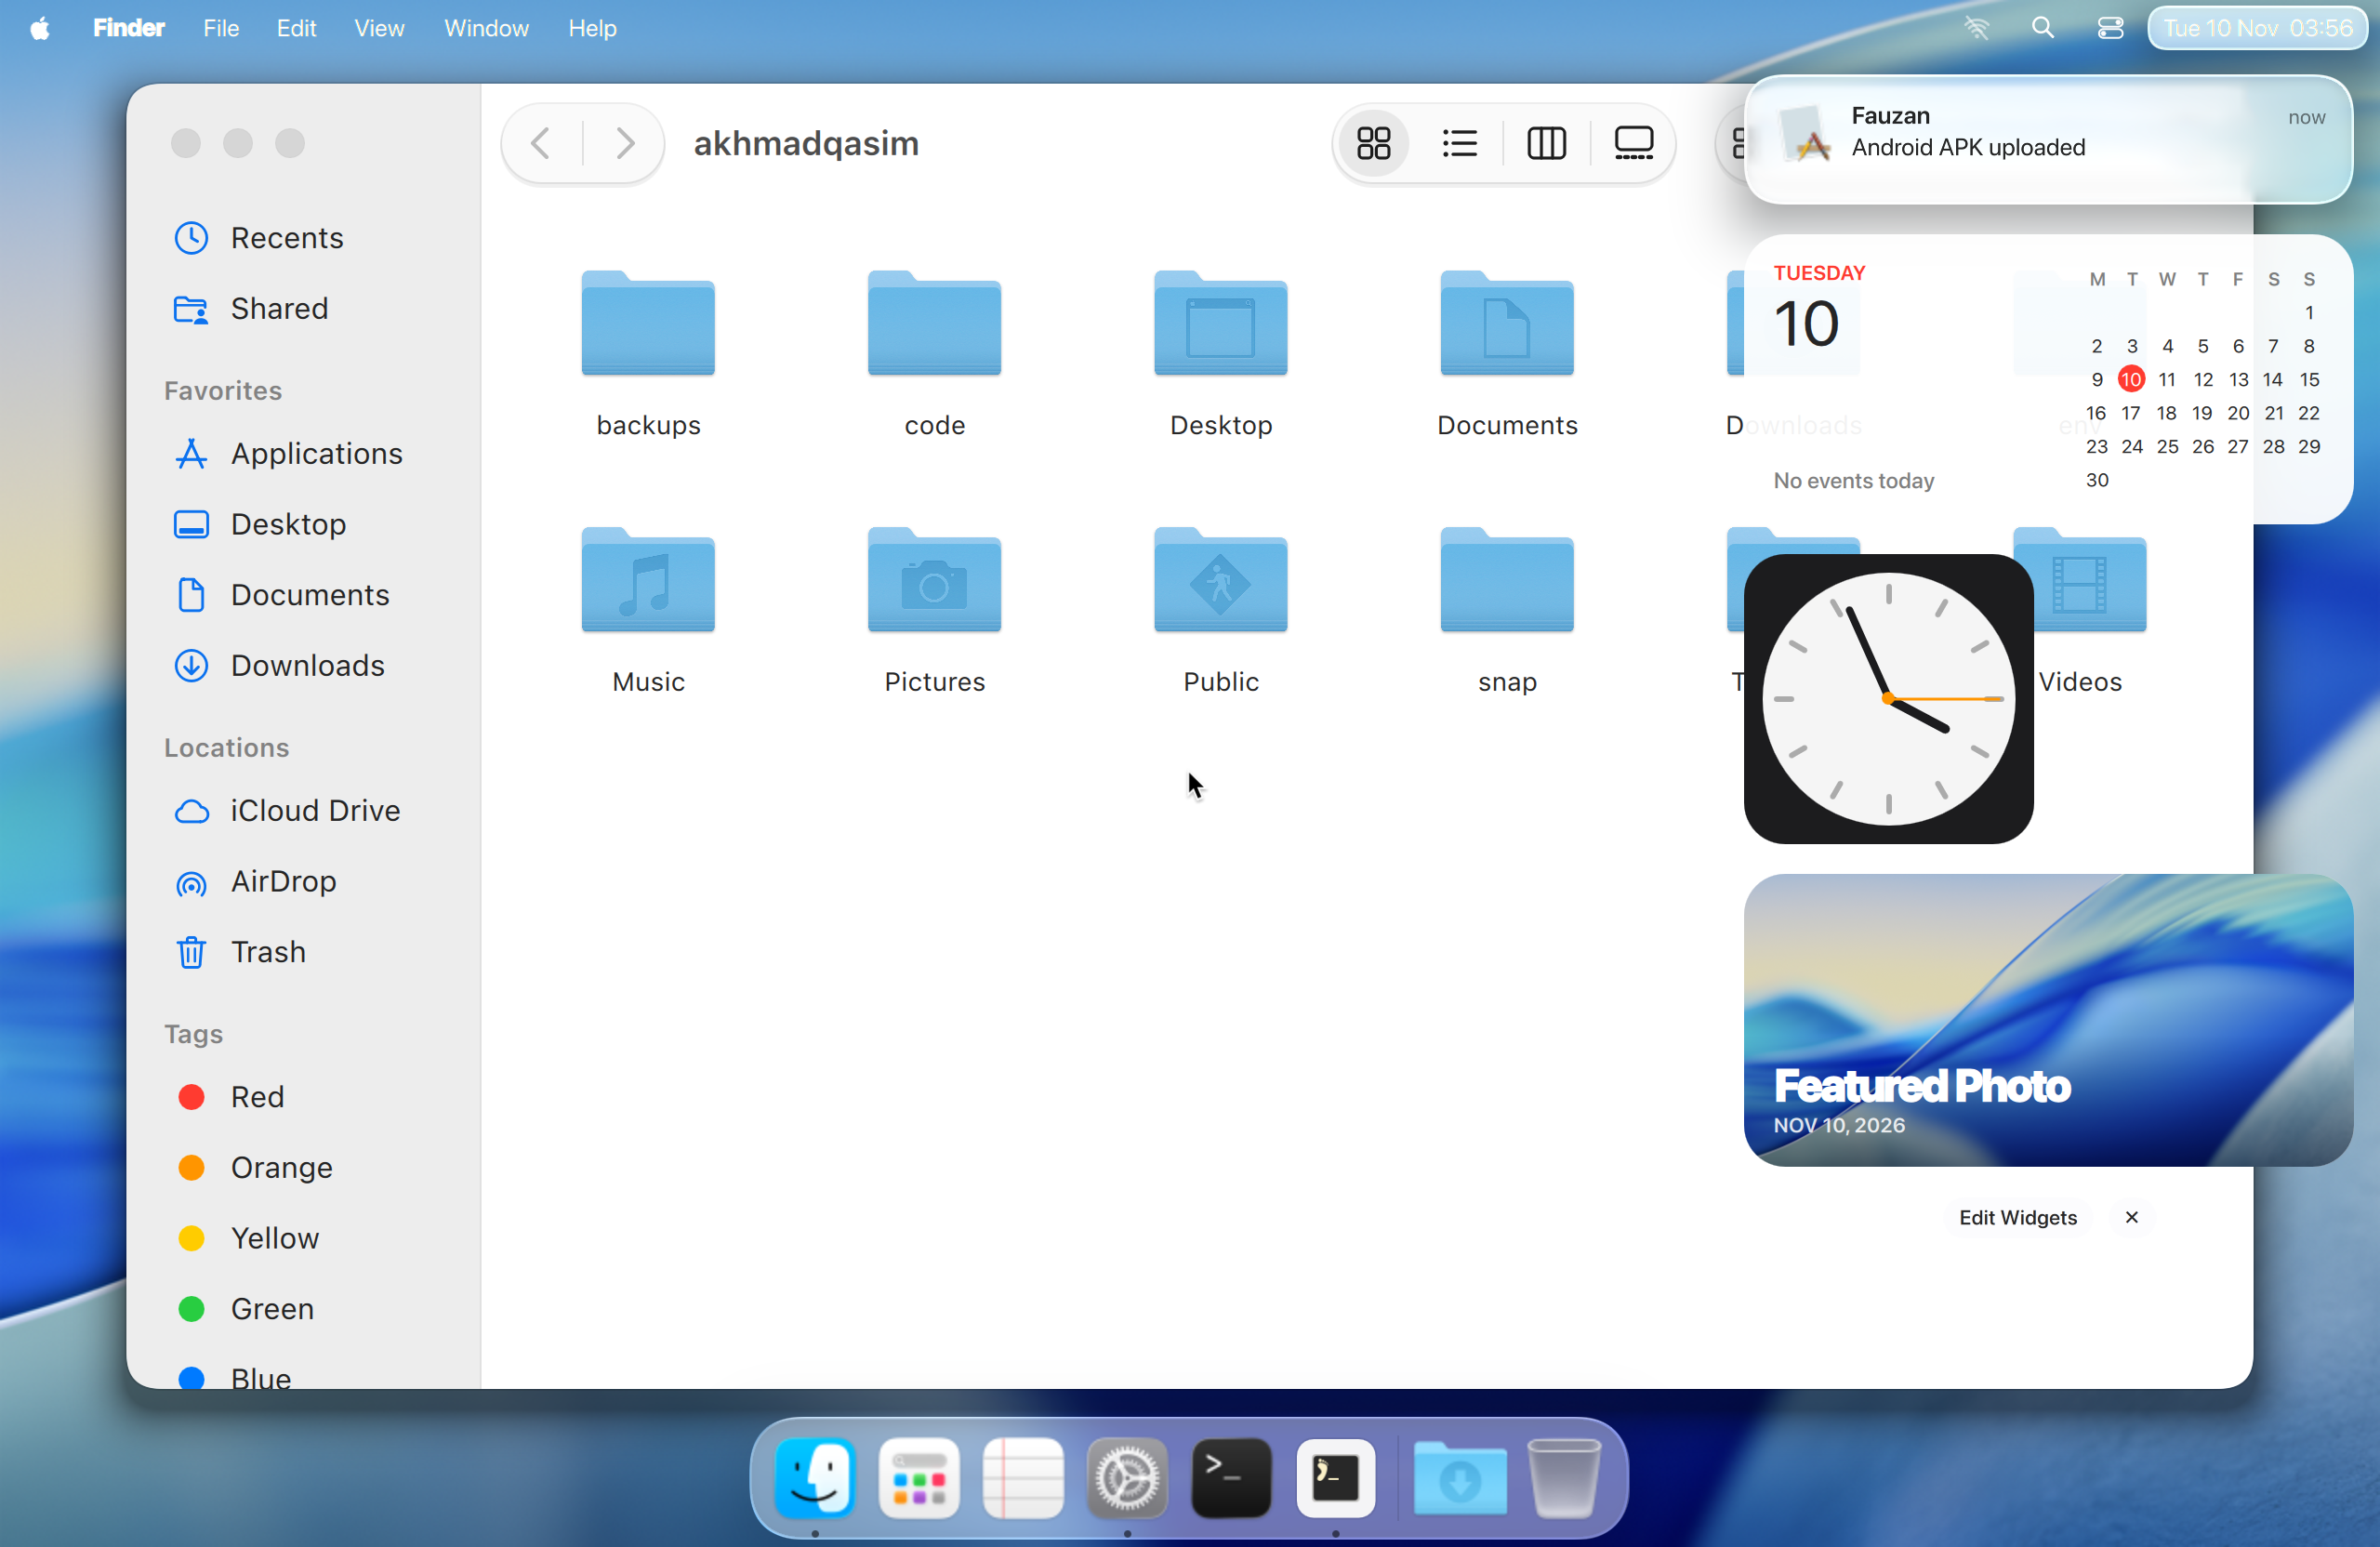 Finder File Edit View Window Help
Tue 10 Nov 03:56
akhmadqasim
Fauzan
now
Android APK uploaded
Recents
Shared
Favorites
Applications
Desktop
Documents
Downloads
Locations
iCloud Drive
AirDrop
Trash
Tags
Red
Orange
Yellow
Green
Blue
backups code Desktop Documents Downloads env
Music Pictures Public snap T Videos
TUESDAY
10
No events today
M T W T F S S
1
2 3 4 5 6 7 8
9 10 11 12 13 14 15
16 17 18 19 20 21 22
23 24 25 26 27 28 29
30
Featured Photo
NOV 10, 2026
Edit Widgets